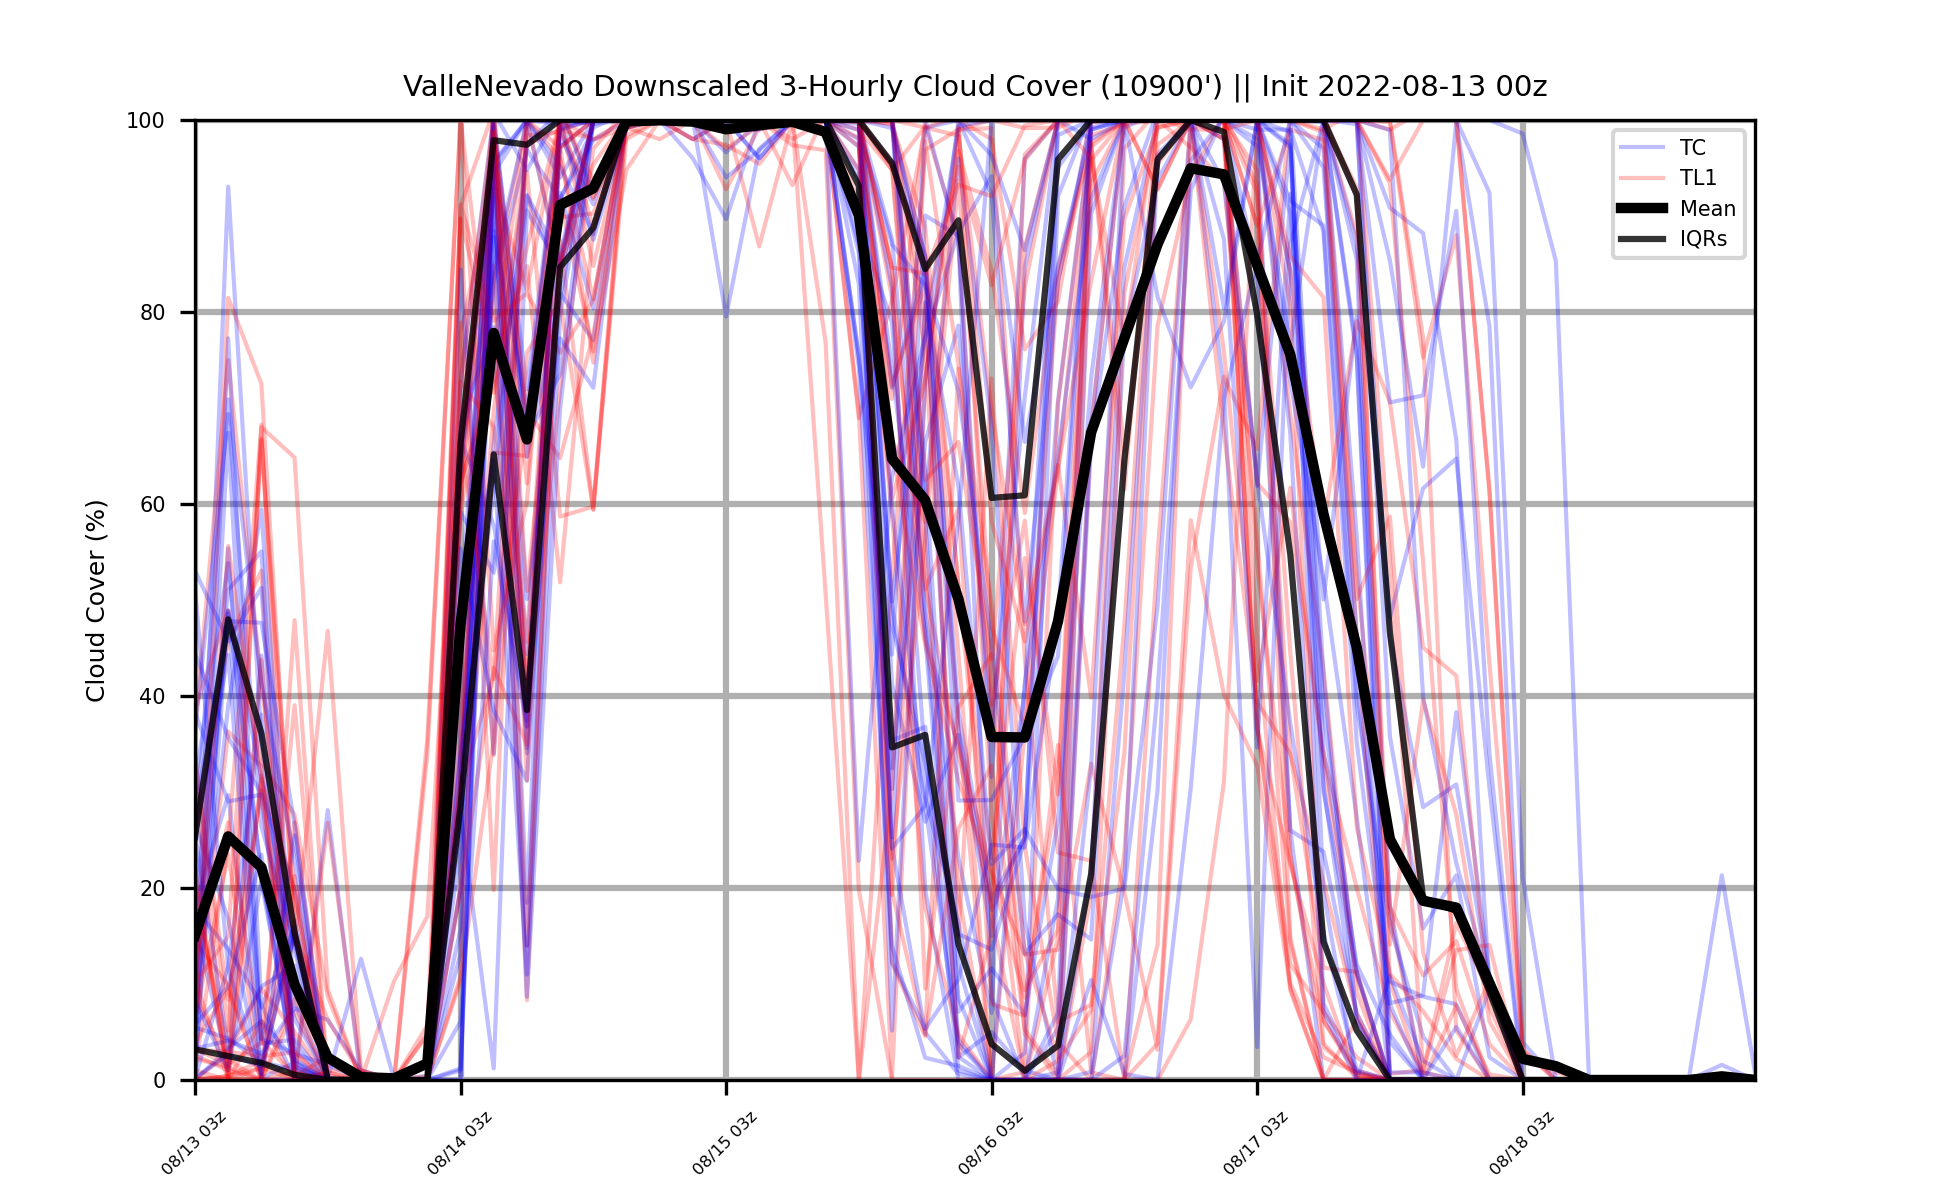 ValleNevado Downscaled 3-Hourly Cloud Cover (10900') || Init 2022-08-13 00z
TC
TL1
Mean
IQRs
Cloud Cover (%)
100
80
60
40
20
0
08/13 03z
08/14 03z
08/15 03z
08/16 03z
08/17 03z
08/18 03z